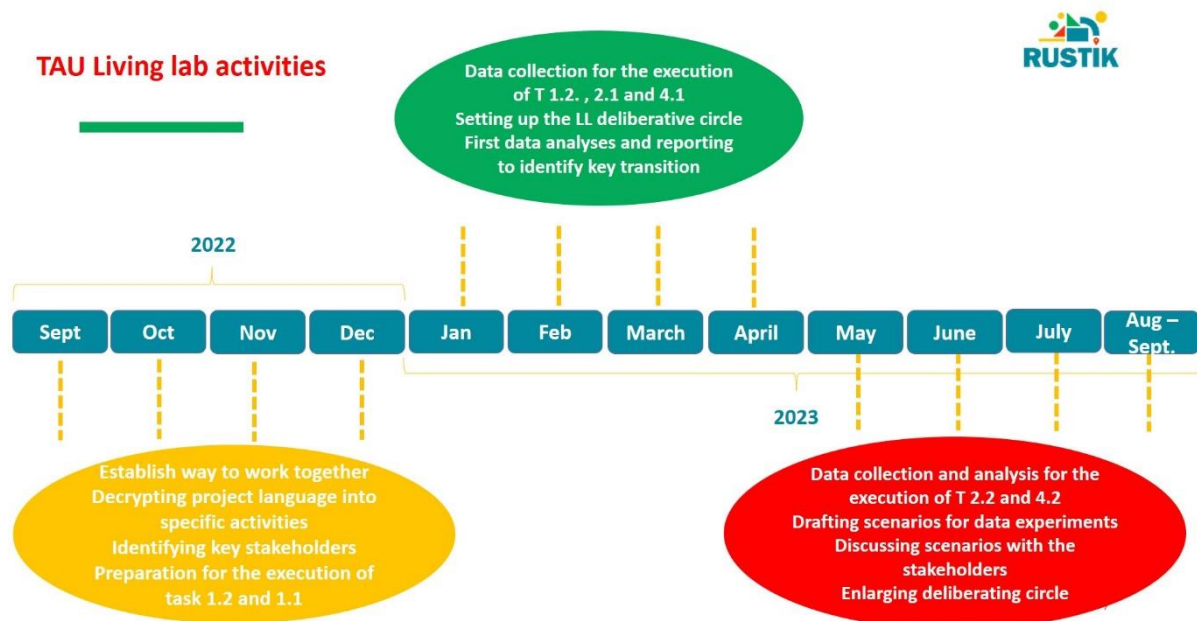 TAU Living lab activities
RUSTIK
Data collection for the execution
of T 1.2. , 2.1 and 4.1
Setting up the LL deliberative circle
First data analyses and reporting
to identify key transition
2022
Sept
Oct
Nov
Dec
Jan
Feb
March
April
May
June
July
Aug –
Sept.
2023
Establish way to work together
Decrypting project language into
specific activities
Identifying key stakeholders
Preparation for the execution of
task 1.2 and 1.1
Data collection and analysis for the
execution of T 2.2 and 4.2
Drafting scenarios for data experiments
Discussing scenarios with the
stakeholders
Enlarging deliberating circle